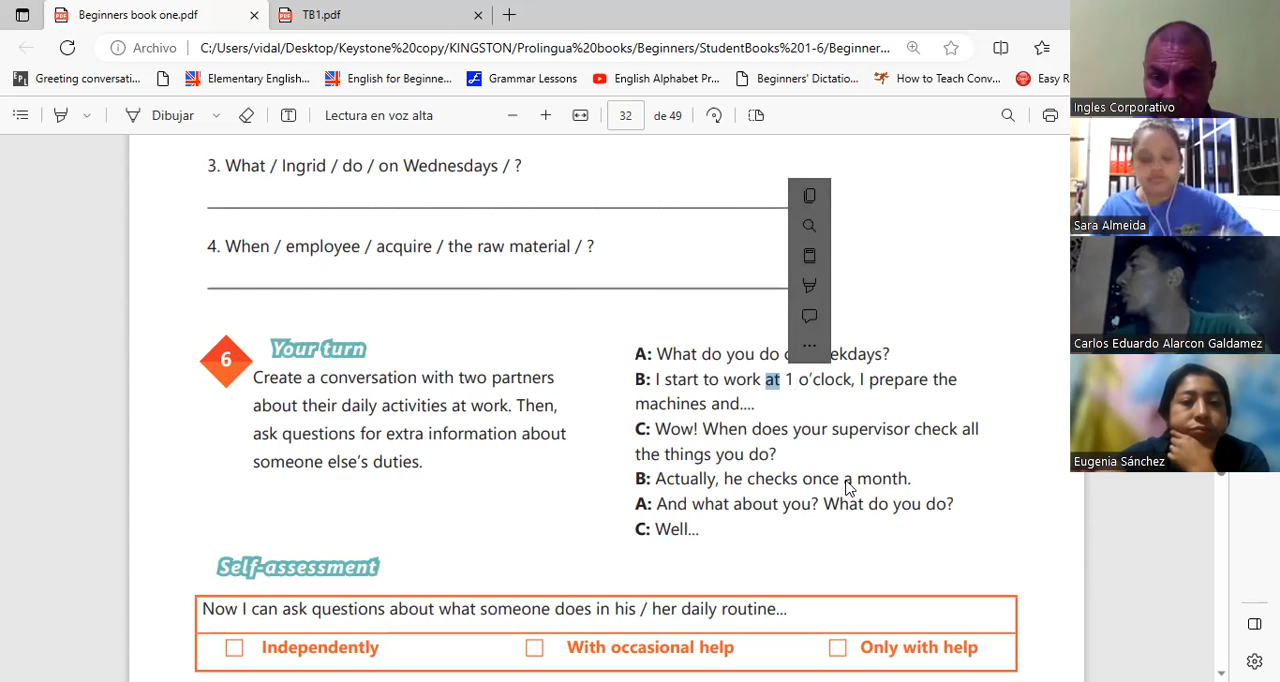 Beginners book one.pdf
TB1.pdf
Archivo
C:/Users/vidal/Desktop/Keystone%20copy/KINGSTON/Prolingua%20books/Beginners/StudentBooks%201-6/Beginner...
Greeting conversati...
Elementary English...
English for Beginne...
Grammar Lessons
English Alphabet Pr...
Beginners' Dictatio...
How to Teach Conv...
Easy R
Dibujar
Lectura en voz alta
32
de 49
3. What / Ingrid / do / on Wednesdays / ?
4. When / employee / acquire / the raw material / ?
6
Your turn
Create a conversation with two partners
about their daily activities at work. Then,
ask questions for extra information about
someone else's duties.
A: What do you do ekdays?
B: I start to work at 1 o'clock, I prepare the
machines and....
C: Wow! When does your supervisor check all
the things you do?
B: Actually, he checks once a month.
A: And what about you? What do you do?
C: Well...
Self-assessment
Now I can ask questions about what someone does in his / her daily routine...
Independently
With occasional help
Only with help
Ingles Corporativo
Sara Almeida
Carlos Eduardo Alarcon Galdamez
Eugenia Sánchez